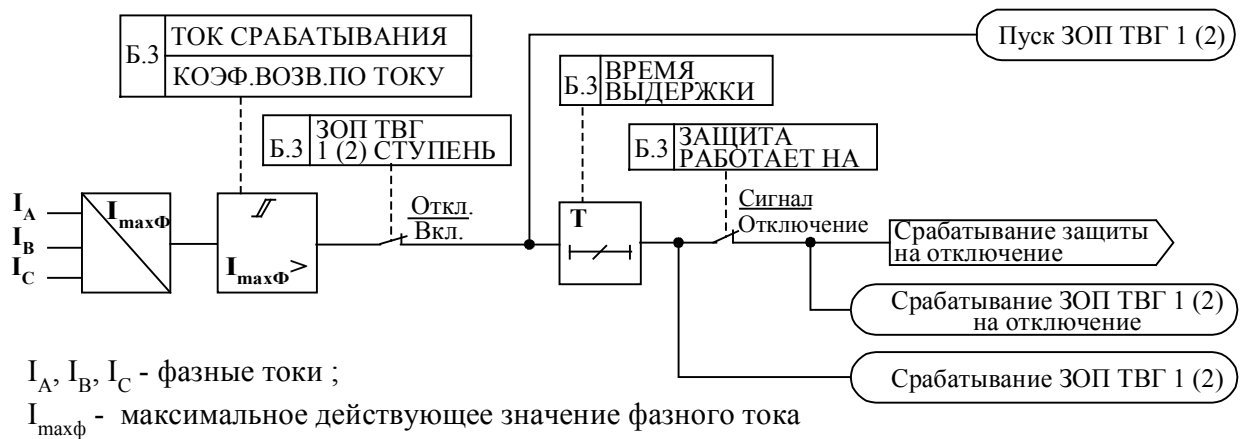 Б.3
ТОК СРАБАТЫВАНИЯ
КОЭФ.ВОЗВ.ПО ТОКУ
Пуск ЗОП ТВГ 1 (2)
Б.3
ВРЕМЯ
ВЫДЕРЖКИ
Б.3
ЗОП ТВГ
1 (2) СТУПЕНЬ
Б.3
ЗАЩИТА
РАБОТАЕТ НА
I_A
I_B
I_C
I_maxФ
I_maxФ>
Откл.
Вкл.
T
Сигнал
Отключение
Срабатывание защиты
на отключение
Срабатывание ЗОП ТВГ 1 (2)
на отключение
Срабатывание ЗОП ТВГ 1 (2)
I_A, I_B, I_C - фазные токи ;
I_maxф - максимальное действующее значение фазного тока